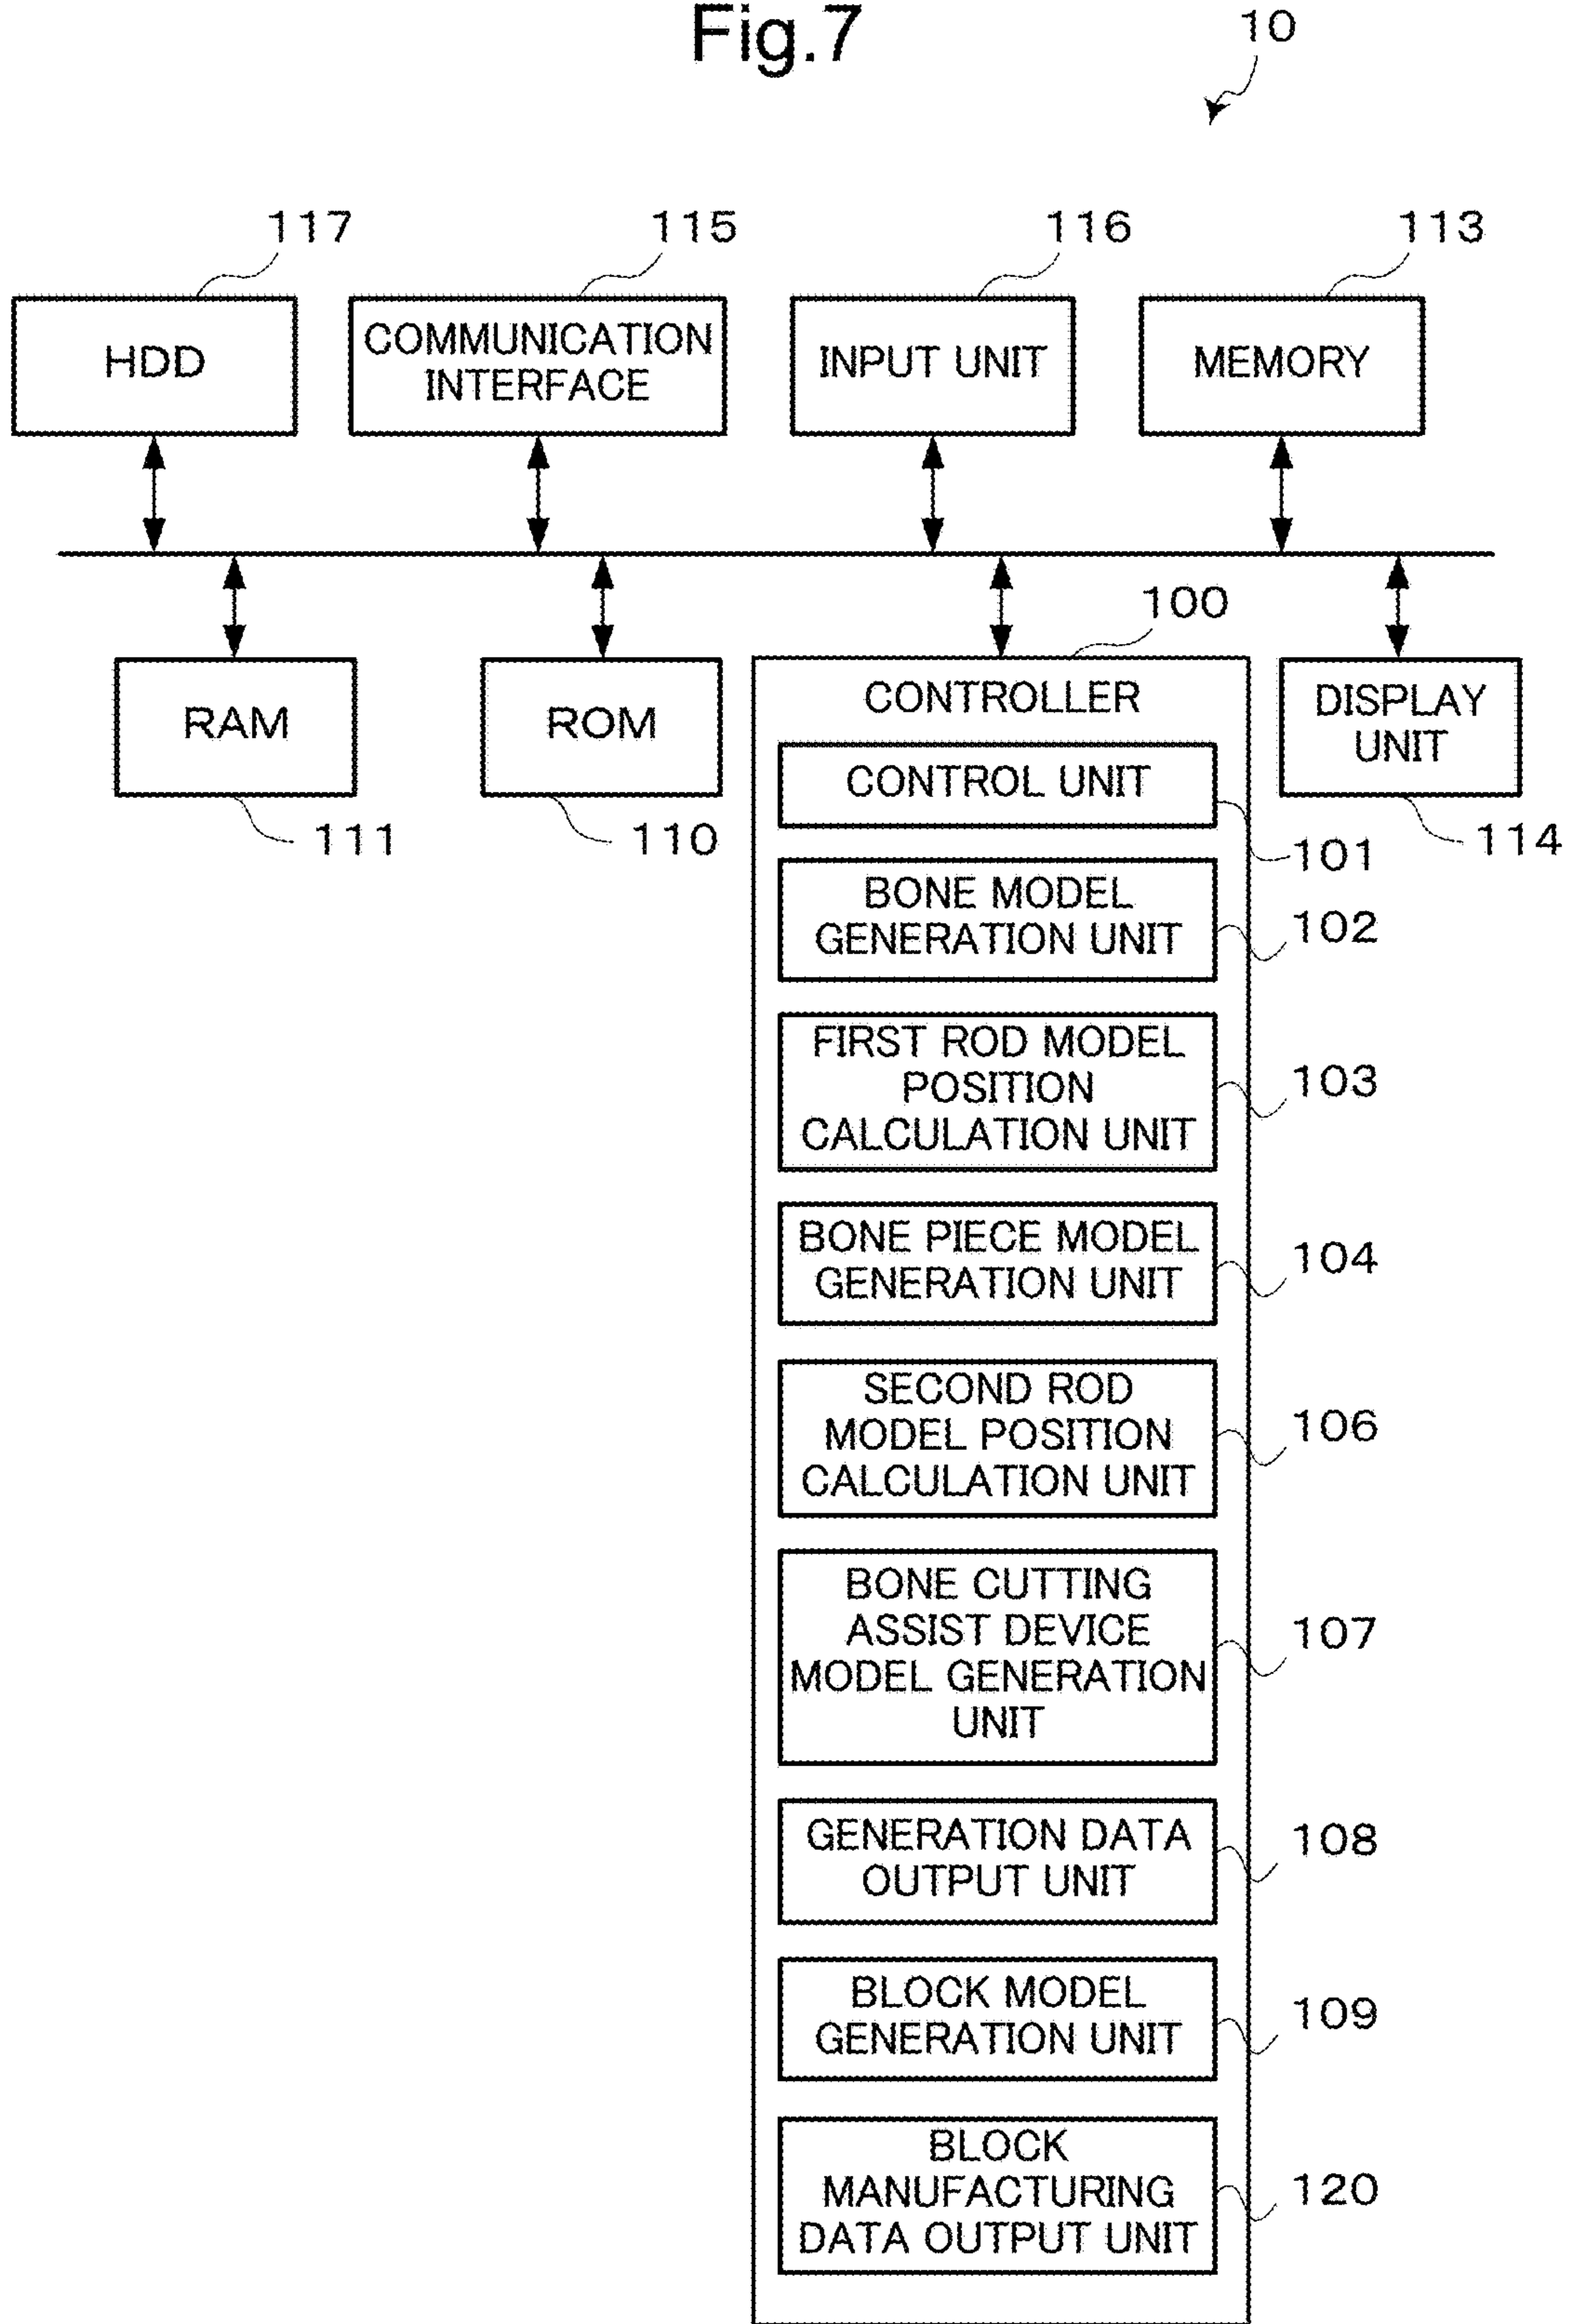 Fig.7
10
117
115
116
113
HDD
COMMUNICATION
INTERFACE
INPUT UNIT
MEMORY
100
RAM
ROM
CONTROLLER
DISPLAY
UNIT
111
110
114
CONTROL UNIT
101
BONE MODEL
GENERATION UNIT
102
FIRST ROD MODEL
POSITION
CALCULATION UNIT
103
BONE PIECE MODEL
GENERATION UNIT
104
SECOND ROD
MODEL POSITION
CALCULATION UNIT
106
BONE CUTTING
ASSIST DEVICE
MODEL GENERATION
UNIT
107
GENERATION DATA
OUTPUT UNIT
108
BLOCK MODEL
GENERATION UNIT
109
BLOCK
MANUFACTURING
DATA OUTPUT UNIT
120